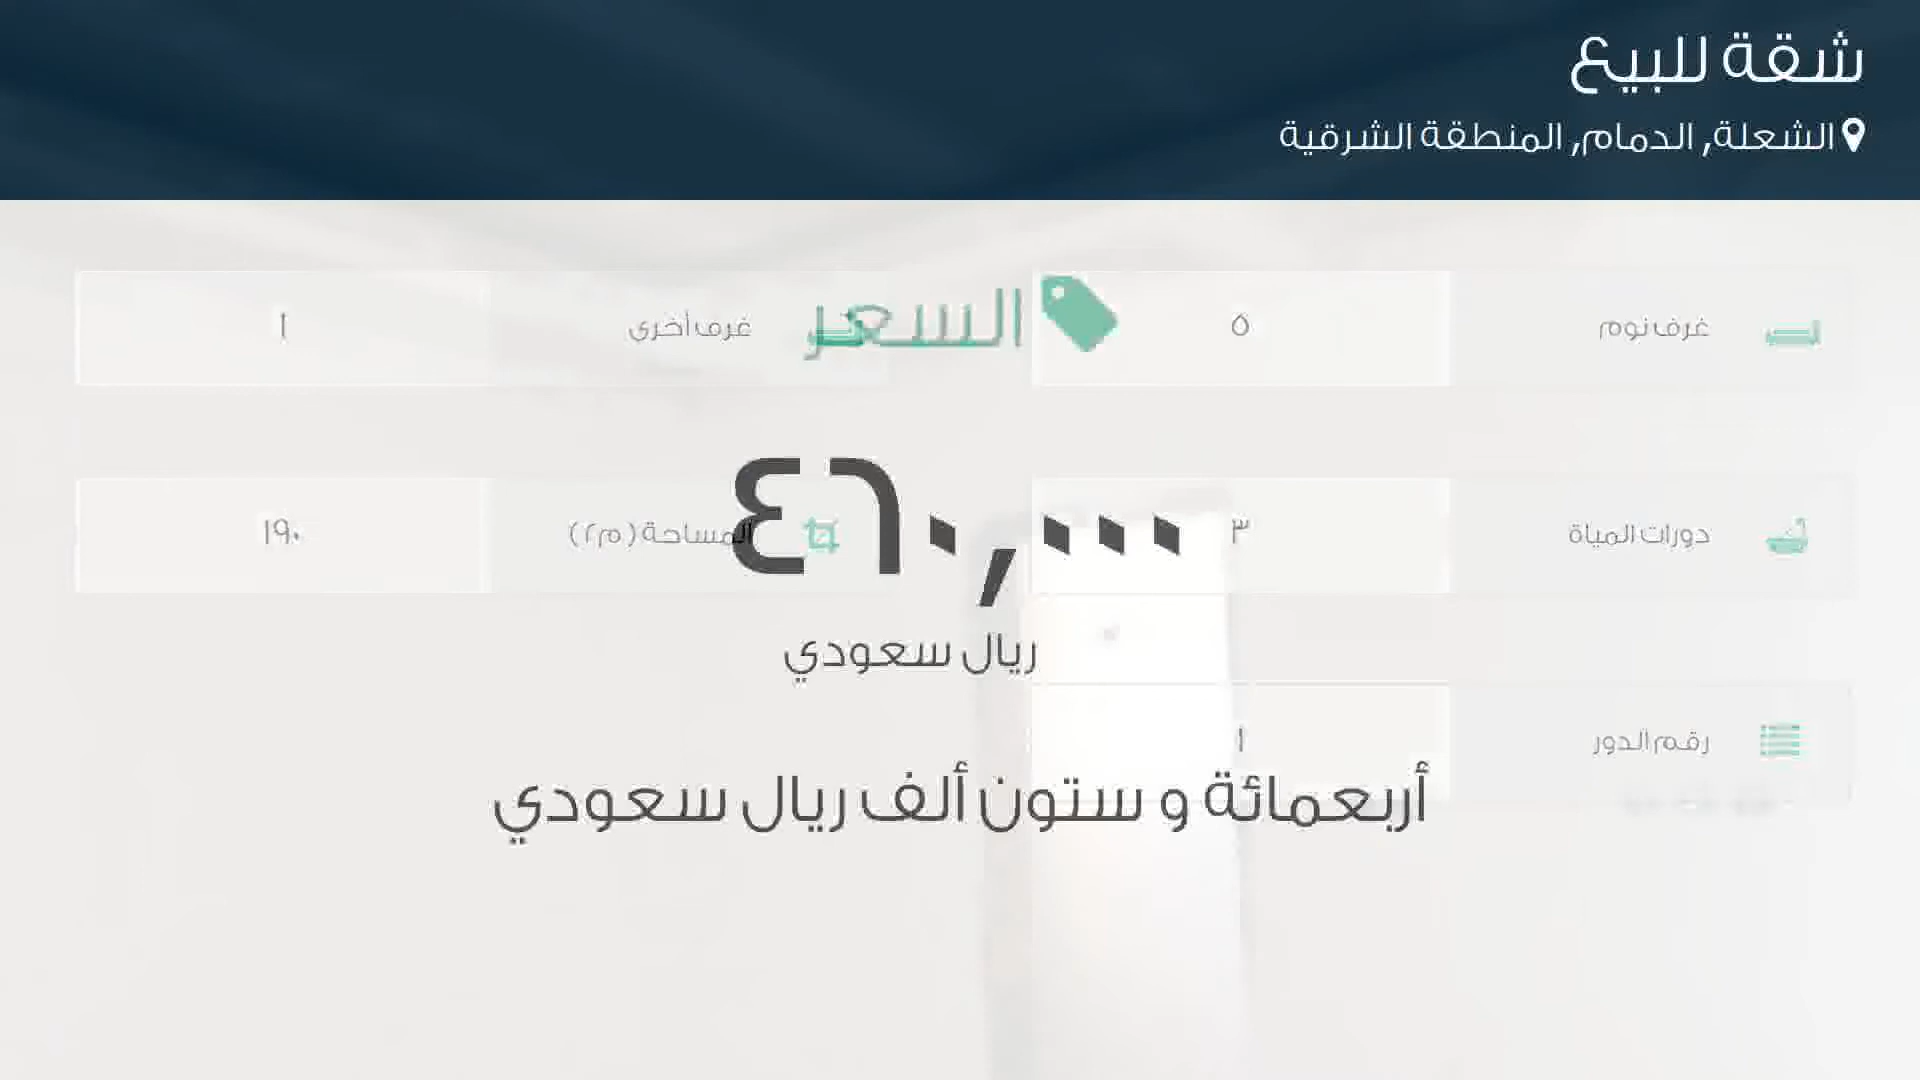 شقة للبيع
الشعلة, الدمام, المنطقة الشرقية
غرف نوم ٥
غرف أخرى ١
السعر
دورات المياة ٣
المساحة (م٢) ١٩٠
٤٦٠,٠٠٠
ريال سعودي
رقم الدور ١
أربعمائة و ستون ألف ريال سعودي